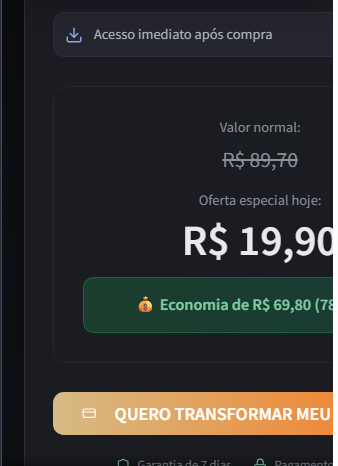 Acesso imediato após compra
Valor normal:
R$ 89,70
Oferta especial hoje:
R$ 19,90
💰 Economia de R$ 69,80 (78
QUERO TRANSFORMAR MEU
Garantia de 7 dias Pagamento